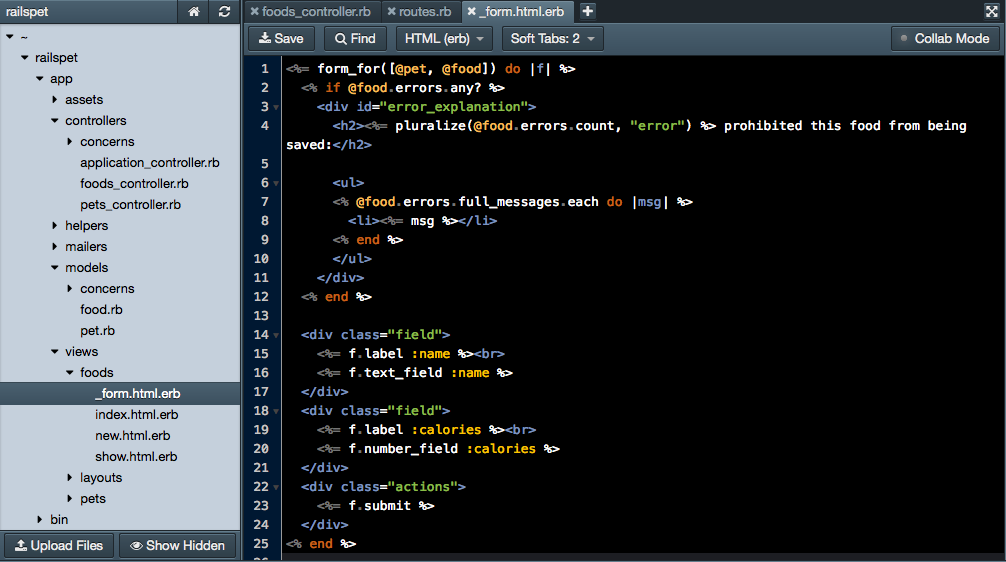 railspet
~
railspet
app
assets
controllers
concerns
application_controller.rb
foods_controller.rb
pets_controller.rb
helpers
mailers
models
concerns
food.rb
pet.rb
views
foods
_form.html.erb
index.html.erb
new.html.erb
show.html.erb
layouts
pets
bin
Upload Files Show Hidden
foods_controller.rb routes.rb _form.html.erb
Save Find HTML (erb) Soft Tabs: 2 Collab Mode
1 <%= form_for([@pet, @food]) do |f| %>
2 <% if @food.errors.any? %>
3 <div id="error_explanation">
4 <h2><%= pluralize(@food.errors.count, "error") %> prohibited this food from being
saved:</h2>
5
6 <ul>
7 <% @food.errors.full_messages.each do |msg| %>
8 <li><%= msg %></li>
9 <% end %>
10 </ul>
11 </div>
12 <% end %>
13
14 <div class="field">
15 <%= f.label :name %><br>
16 <%= f.text_field :name %>
17 </div>
18 <div class="field">
19 <%= f.label :calories %><br>
20 <%= f.number_field :calories %>
21 </div>
22 <div class="actions">
23 <%= f.submit %>
24 </div>
25 <% end %>